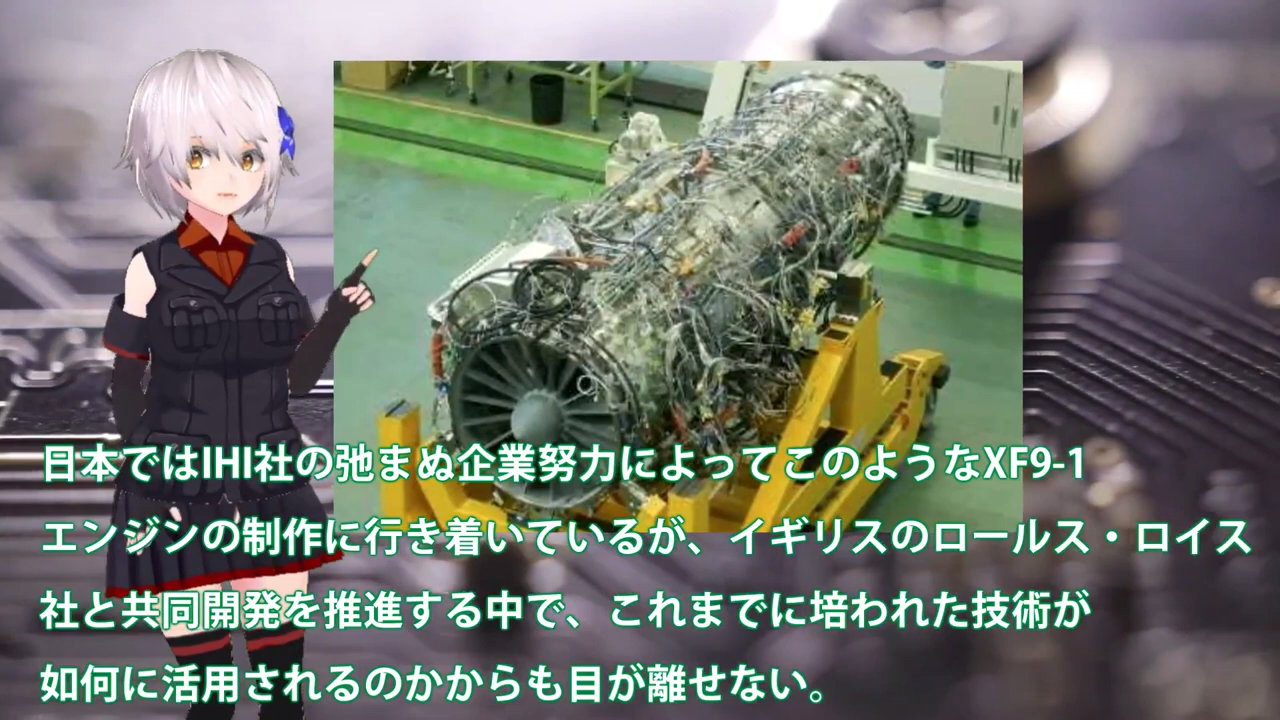 日本ではIHI社の弛まぬ企業努力によってこのようなXF9-1
エンジンの制作に行き着いているが、イギリスのロールス・ロイス
社と共同開発を推進する中で、これまでに培われた技術が
如何に活用されるのかからも目が離せない。